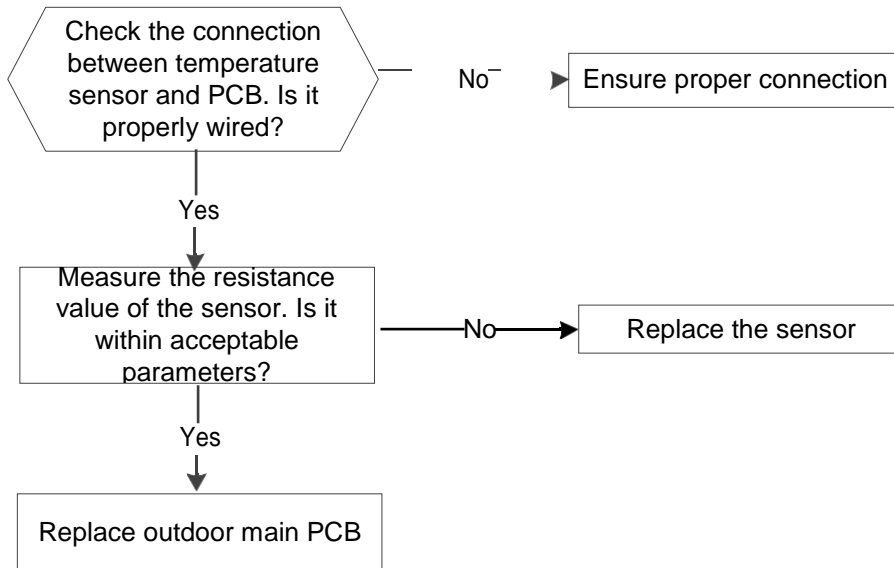 Check the connection
between temperature
sensor and PCB. Is it
properly wired?
No
Ensure proper connection
Yes
Measure the resistance
value of the sensor. Is it
within acceptable
parameters?
No
Replace the sensor
Yes
Replace outdoor main PCB